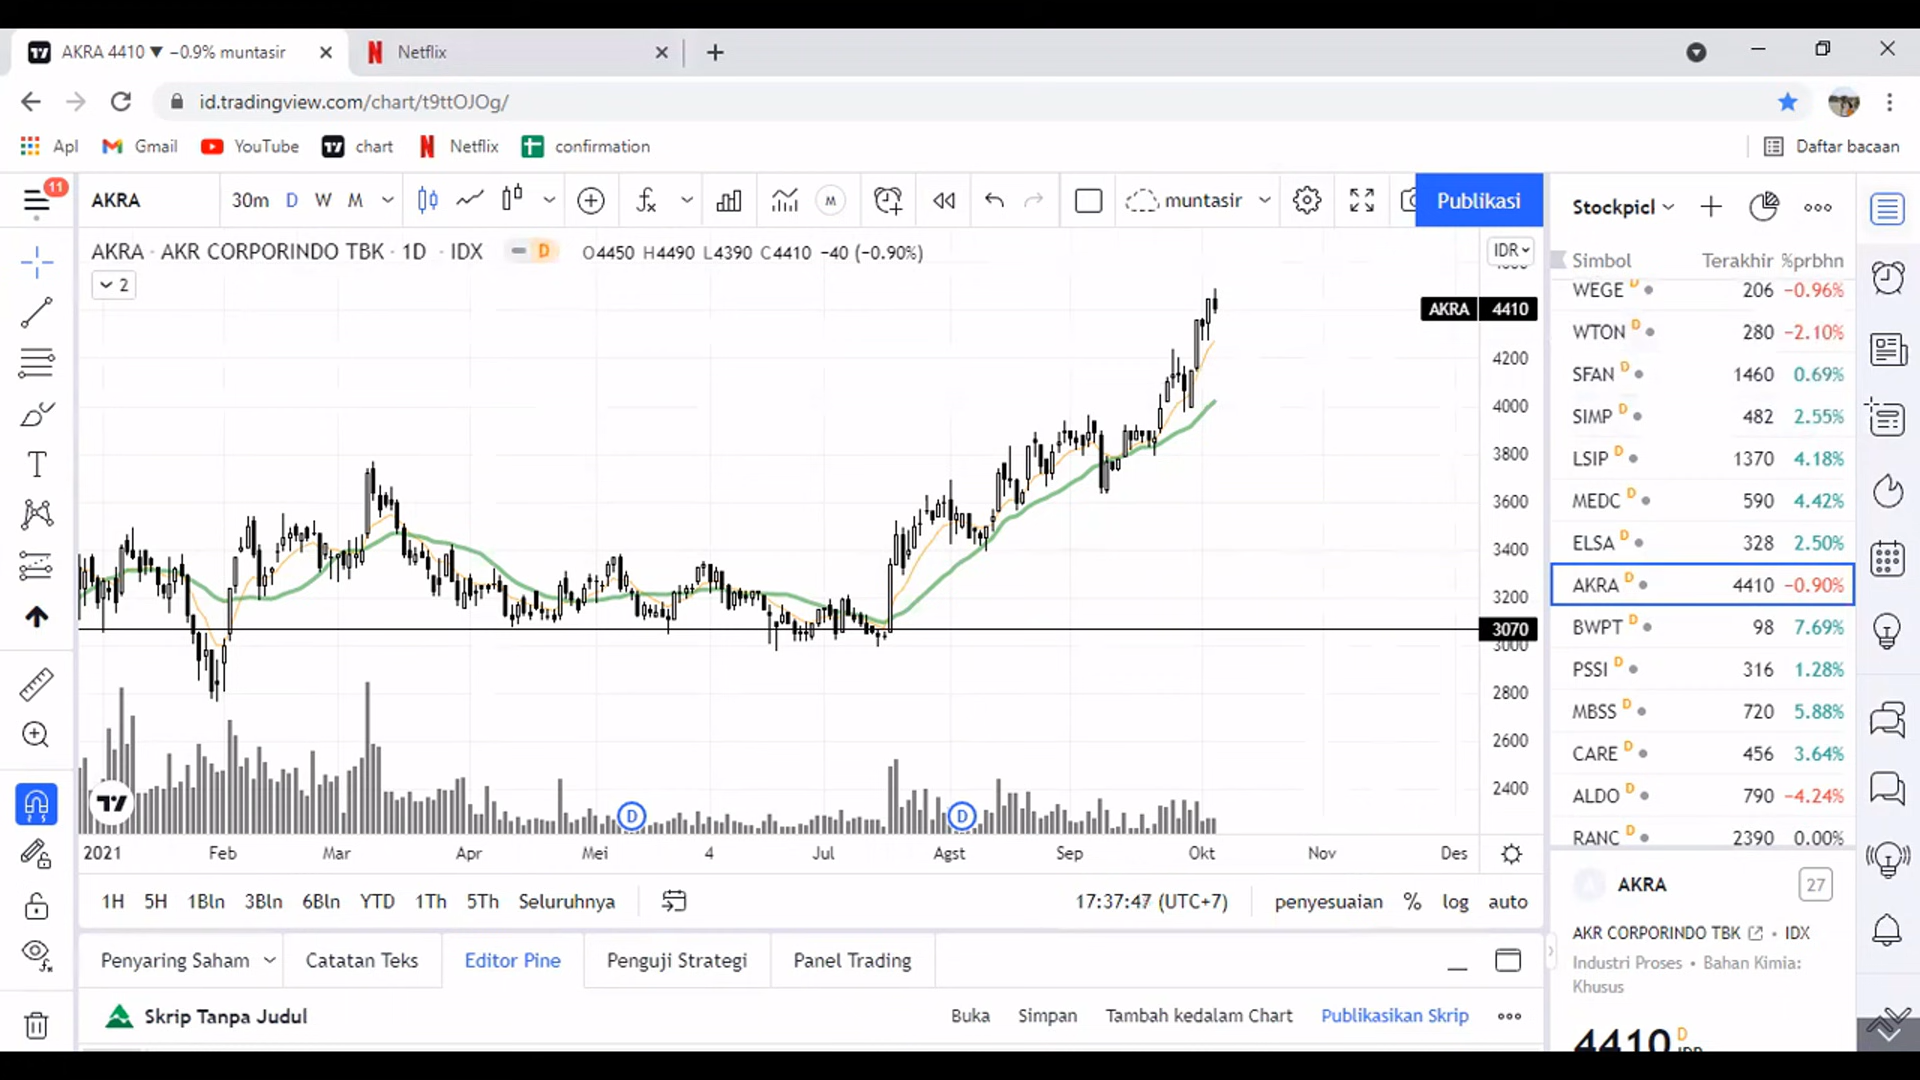 AKRA 4410 ▼ −0.9% muntasir
Netflix
id.tradingview.com/chart/t9ttOJOg/
Apl Gmail YouTube chart Netflix confirmation Daftar bacaan
11
AKRA 30m D W M M muntasir Publikasi
AKRA · AKR CORPORINDO TBK · 1D · IDX D O4450 H4490 L4390 C4410 −40 (−0.90%)
2
IDR
AKRA 4410
4200
4000
3800
3600
3400
3200
3070
3000
2800
2600
2400
D D
2021 Feb Mar Apr Mei 4 Jul Agst Sep Okt Nov Des
1H 5H 1Bln 3Bln 6Bln YTD 1Th 5Th Seluruhnya 17:37:47 (UTC+7) penyesuaian % log auto
Penyaring Saham Catatan Teks Editor Pine Penguji Strategi Panel Trading
Skrip Tanpa Judul Buka Simpan Tambah kedalam Chart Publikasikan Skrip
Stockpicl
Simbol Terakhir %prbhn
WEGE D 206 −0.96%
WTON D 280 −2.10%
SFAN D 1460 0.69%
SIMP D 482 2.55%
LSIP D 1370 4.18%
MEDC D 590 4.42%
ELSA D 328 2.50%
AKRA D 4410 −0.90%
BWPT D 98 7.69%
PSSI D 316 1.28%
MBSS D 720 5.88%
CARE D 456 3.64%
ALDO D 790 −4.24%
RANC D 2390 0.00%
AKRA 27
AKR CORPORINDO TBK • IDX
Industri Proses • Bahan Kimia:
Khusus
4410 D